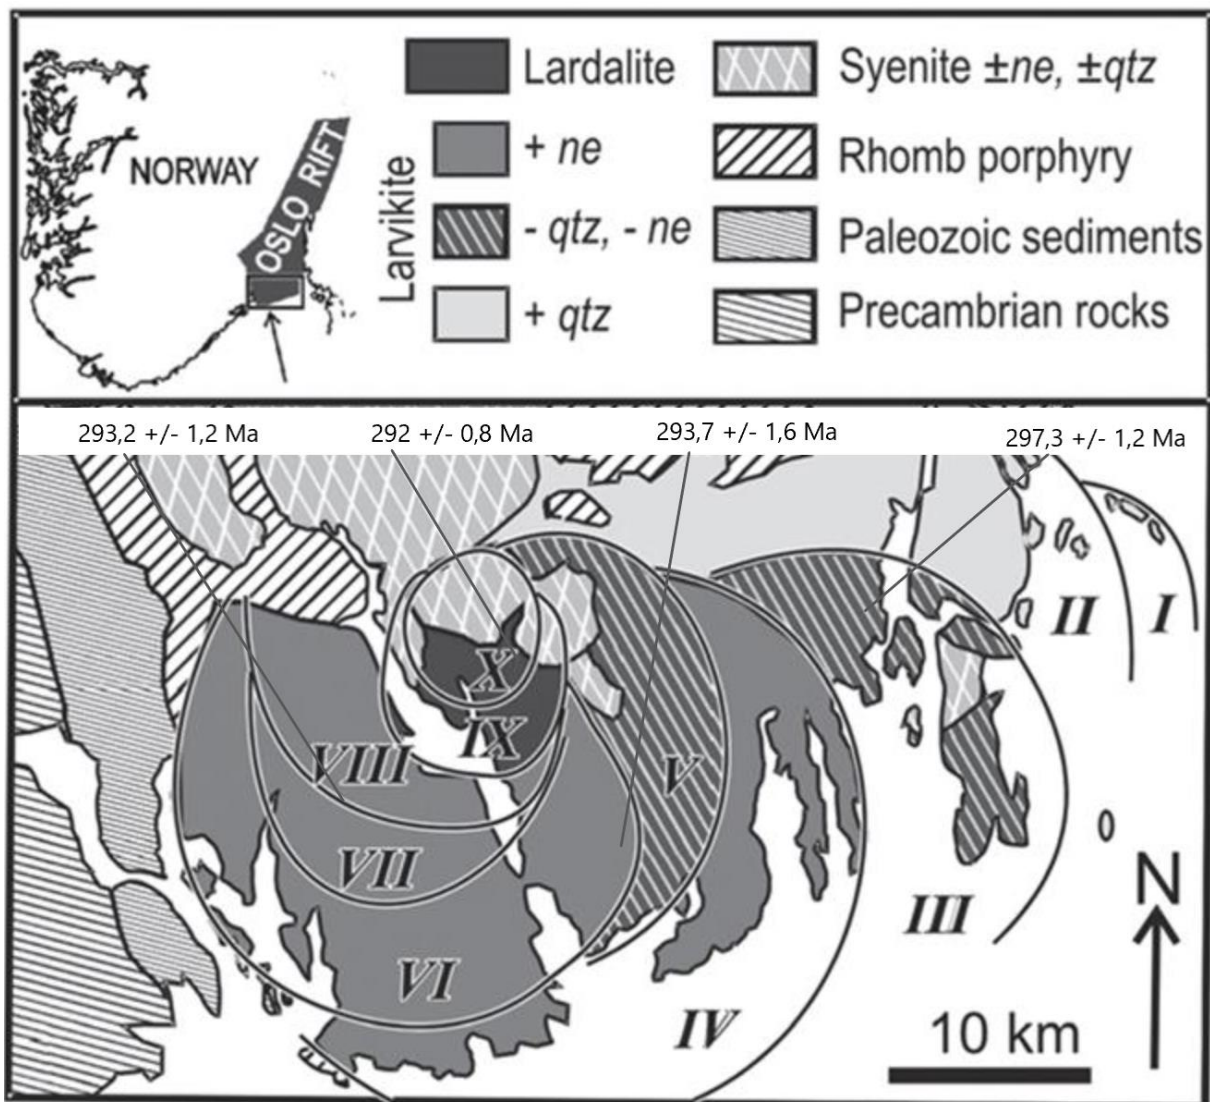 NORWAY
OSLO RIFT
Larvikite
Lardalite
+ ne
- qtz, - ne
+ qtz
Syenite ±ne, ±qtz
Rhomb porphyry
Paleozoic sediments
Precambrian rocks
293,2 +/- 1,2 Ma
292 +/- 0,8 Ma
293,7 +/- 1,6 Ma
297,3 +/- 1,2 Ma
II
I
X
IX
VIII
V
VII
III
VI
IV
N
10 km